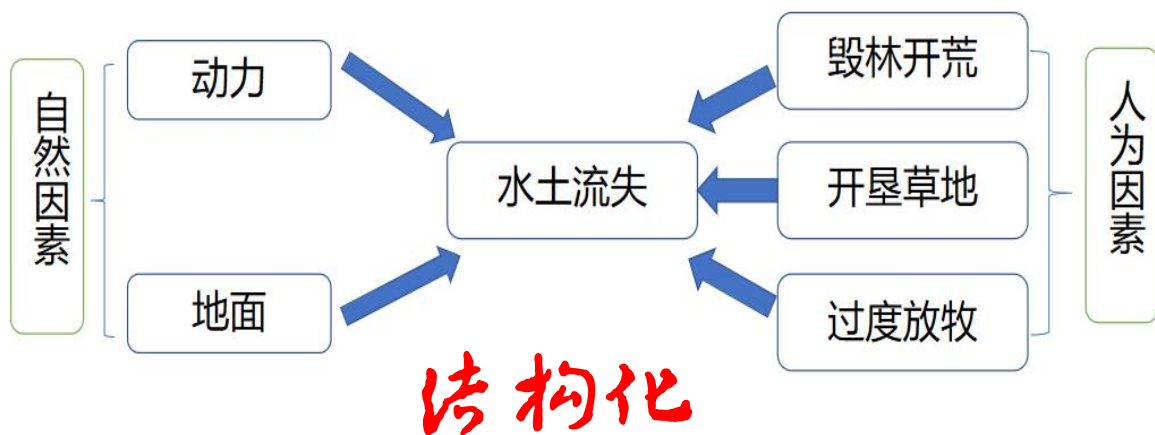 自然因素
动力
地面
水土流失
毁林开荒
开垦草地
过度放牧
人为因素
结构化